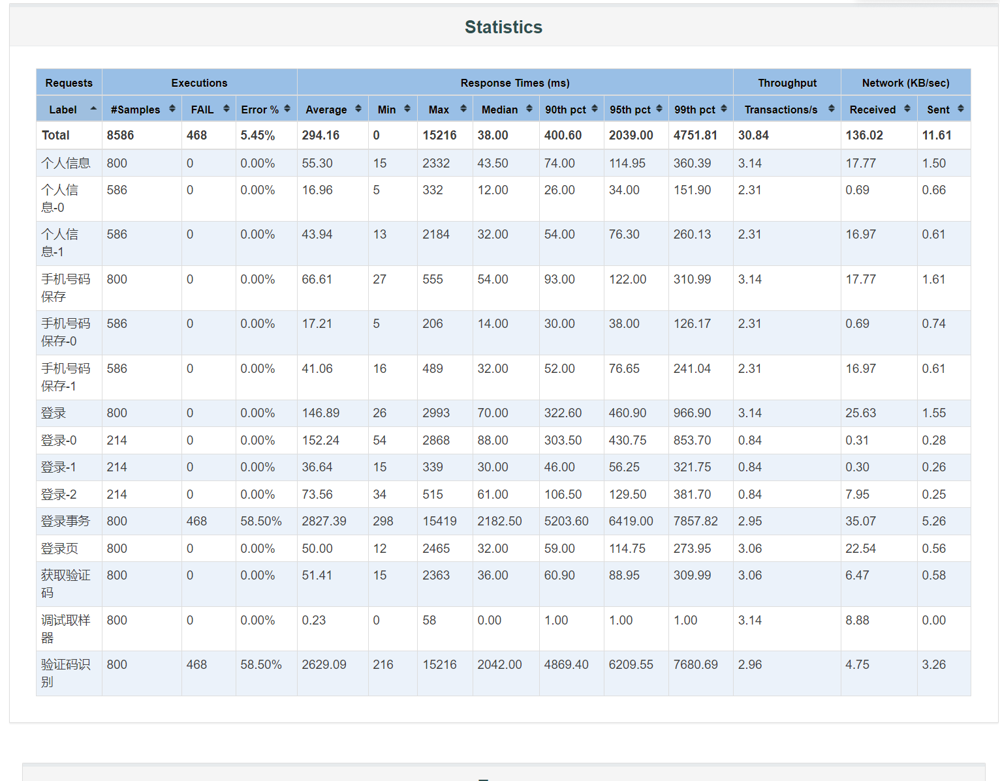 Statistics
Requests Executions Response Times (ms) Throughput Network (KB/sec)
Label #Samples FAIL Error % Average Min Max Median 90th pct 95th pct 99th pct Transactions/s Received Sent
Total 8586 468 5.45% 294.16 0 15216 38.00 400.60 2039.00 4751.81 30.84 136.02 11.61
个人信息 800 0 0.00% 55.30 15 2332 43.50 74.00 114.95 360.39 3.14 17.77 1.50
个人信 586 0 0.00% 16.96 5 332 12.00 26.00 34.00 151.90 2.31 0.69 0.66
息-0
个人信 586 0 0.00% 43.94 13 2184 32.00 54.00 76.30 260.13 2.31 16.97 0.61
息-1
手机号码 800 0 0.00% 66.61 27 555 54.00 93.00 122.00 310.99 3.14 17.77 1.61
保存
手机号码 586 0 0.00% 17.21 5 206 14.00 30.00 38.00 126.17 2.31 0.69 0.74
保存-0
手机号码 586 0 0.00% 41.06 16 489 32.00 52.00 76.65 241.04 2.31 16.97 0.61
保存-1
登录 800 0 0.00% 146.89 26 2993 70.00 322.60 460.90 966.90 3.14 25.63 1.55
登录-0 214 0 0.00% 152.24 54 2868 88.00 303.50 430.75 853.70 0.84 0.31 0.28
登录-1 214 0 0.00% 36.64 15 339 30.00 46.00 56.25 321.75 0.84 0.30 0.26
登录-2 214 0 0.00% 73.56 34 515 61.00 106.50 129.50 381.70 0.84 7.95 0.25
登录事务 800 468 58.50% 2827.39 298 15419 2182.50 5203.60 6419.00 7857.82 2.95 35.07 5.26
登录页 800 0 0.00% 50.00 12 2465 32.00 59.00 114.75 273.95 3.06 22.54 0.56
获取验证 800 0 0.00% 51.41 15 2363 36.00 60.90 88.95 309.99 3.06 6.47 0.58
码
调试取样 800 0 0.00% 0.23 0 58 0.00 1.00 1.00 1.00 3.14 8.88 0.00
器
验证码识 800 468 58.50% 2629.09 216 15216 2042.00 4869.40 6209.55 7680.69 2.96 4.75 3.26
别